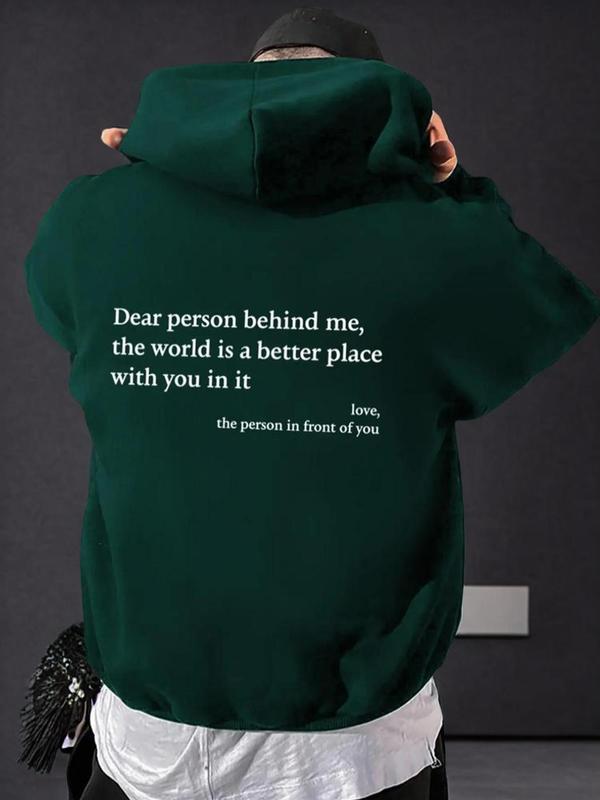 Dear person behind me,
the world is a better place
with you in it
love,
the person in front of you